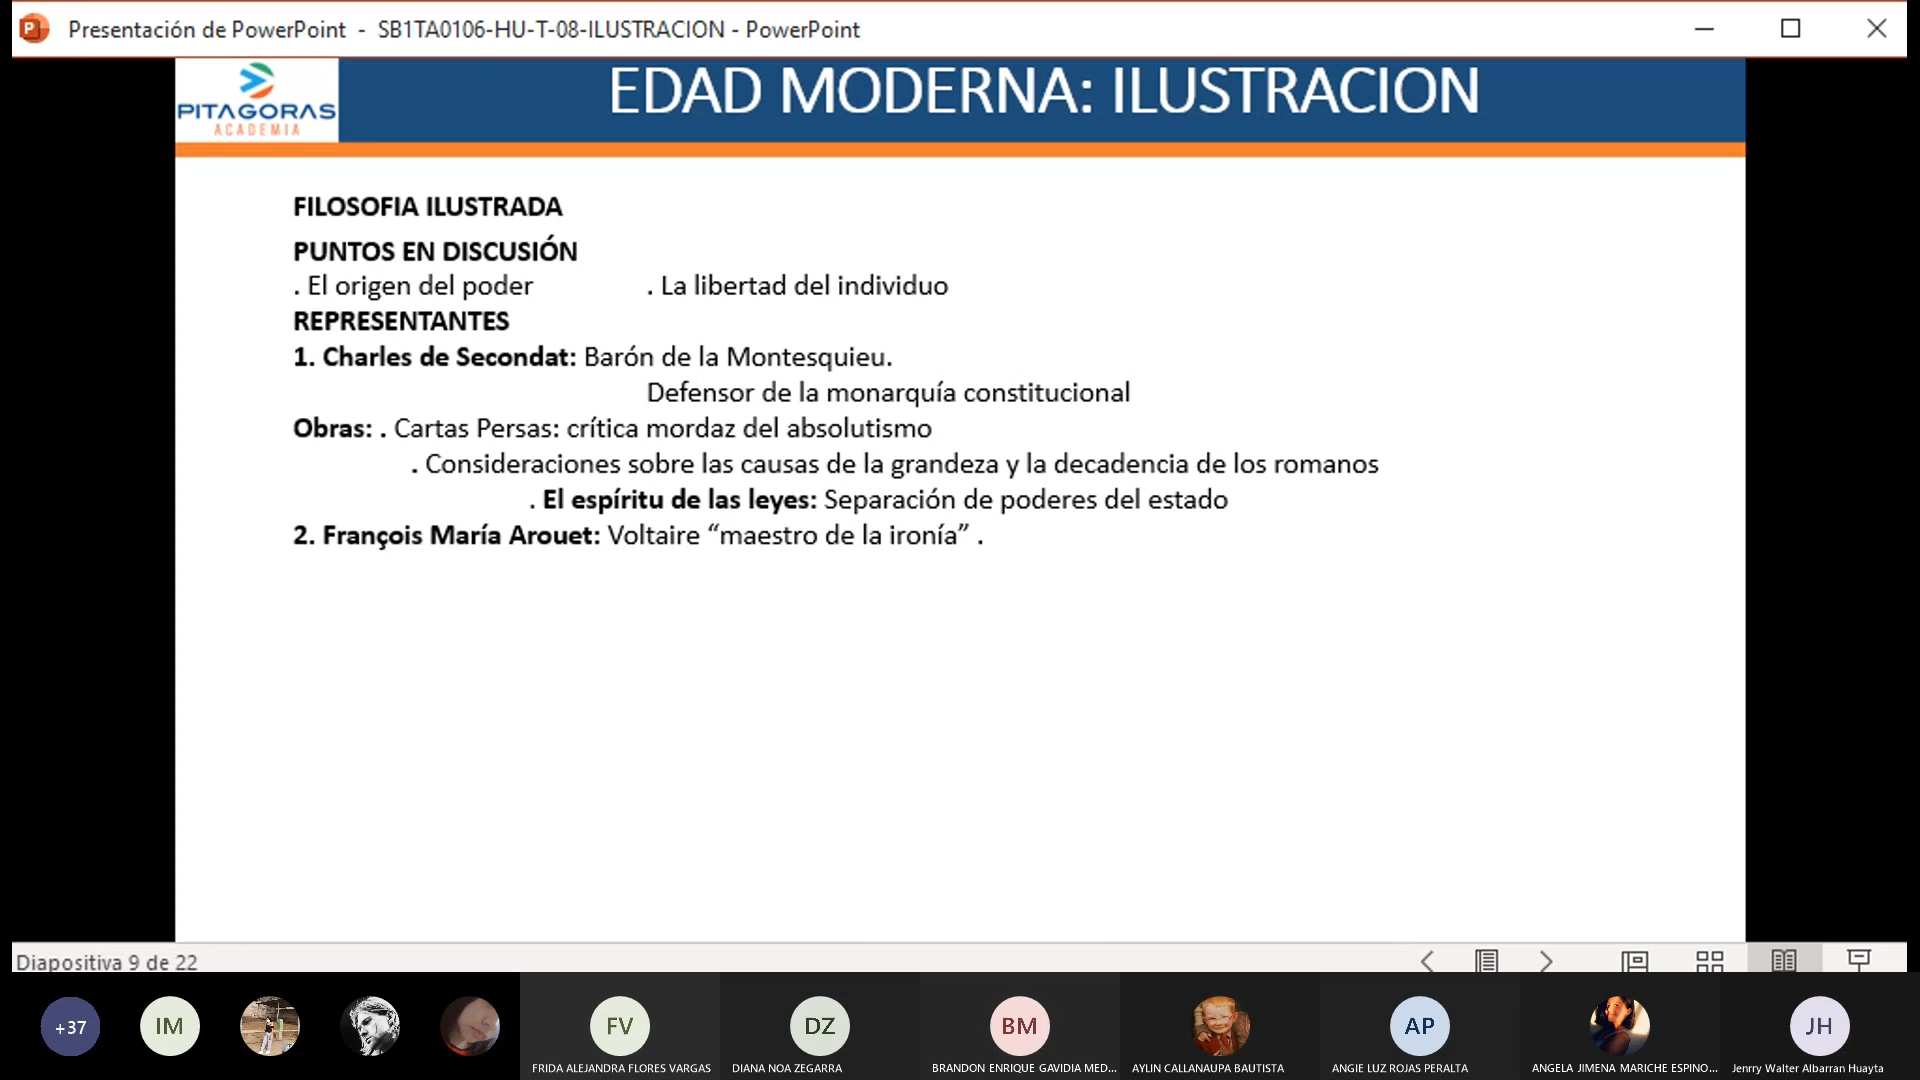 Presentación de PowerPoint - SB1TA0106-HU-T-08-ILUSTRACION - PowerPoint
PITAGORAS
ACADEMIA
EDAD MODERNA: ILUSTRACION
FILOSOFIA ILUSTRADA
PUNTOS EN DISCUSIÓN
. El origen del poder . La libertad del individuo
REPRESENTANTES
1. Charles de Secondat: Barón de la Montesquieu.
Defensor de la monarquía constitucional
Obras: . Cartas Persas: crítica mordaz del absolutismo
. Consideraciones sobre las causas de la grandeza y la decadencia de los romanos
. El espíritu de las leyes: Separación de poderes del estado
2. François María Arouet: Voltaire “maestro de la ironía” .
Diapositiva 9 de 22
+37 IM FV DZ BM AP JH
FRIDA ALEJANDRA FLORES VARGAS DIANA NOA ZEGARRA BRANDON ENRIQUE GAVIDIA MED... AYLIN CALLANAUPA BAUTISTA ANGIE LUZ ROJAS PERALTA ANGELA JIMENA MARICHE ESPINO... Jenrry Walter Albarran Huayta